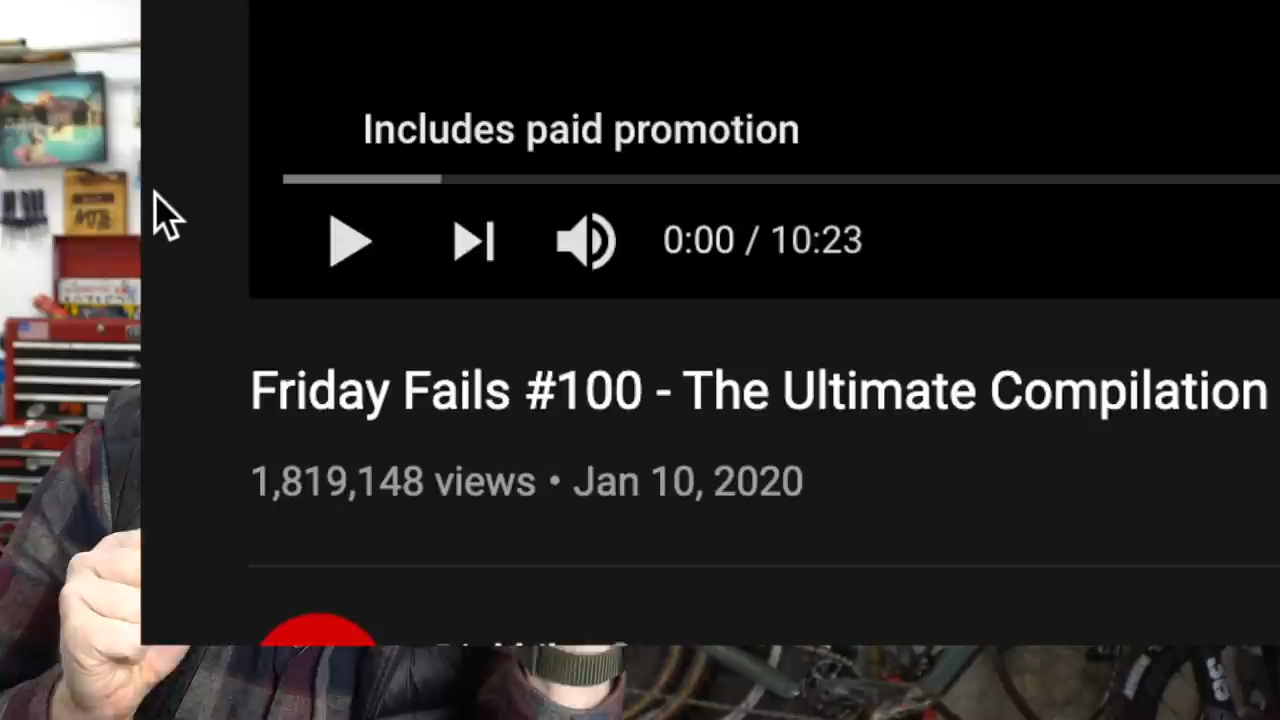 Includes paid promotion
0:00 / 10:23
Friday Fails #100 - The Ultimate Compilation
1,819,148 views • Jan 10, 2020
MTB